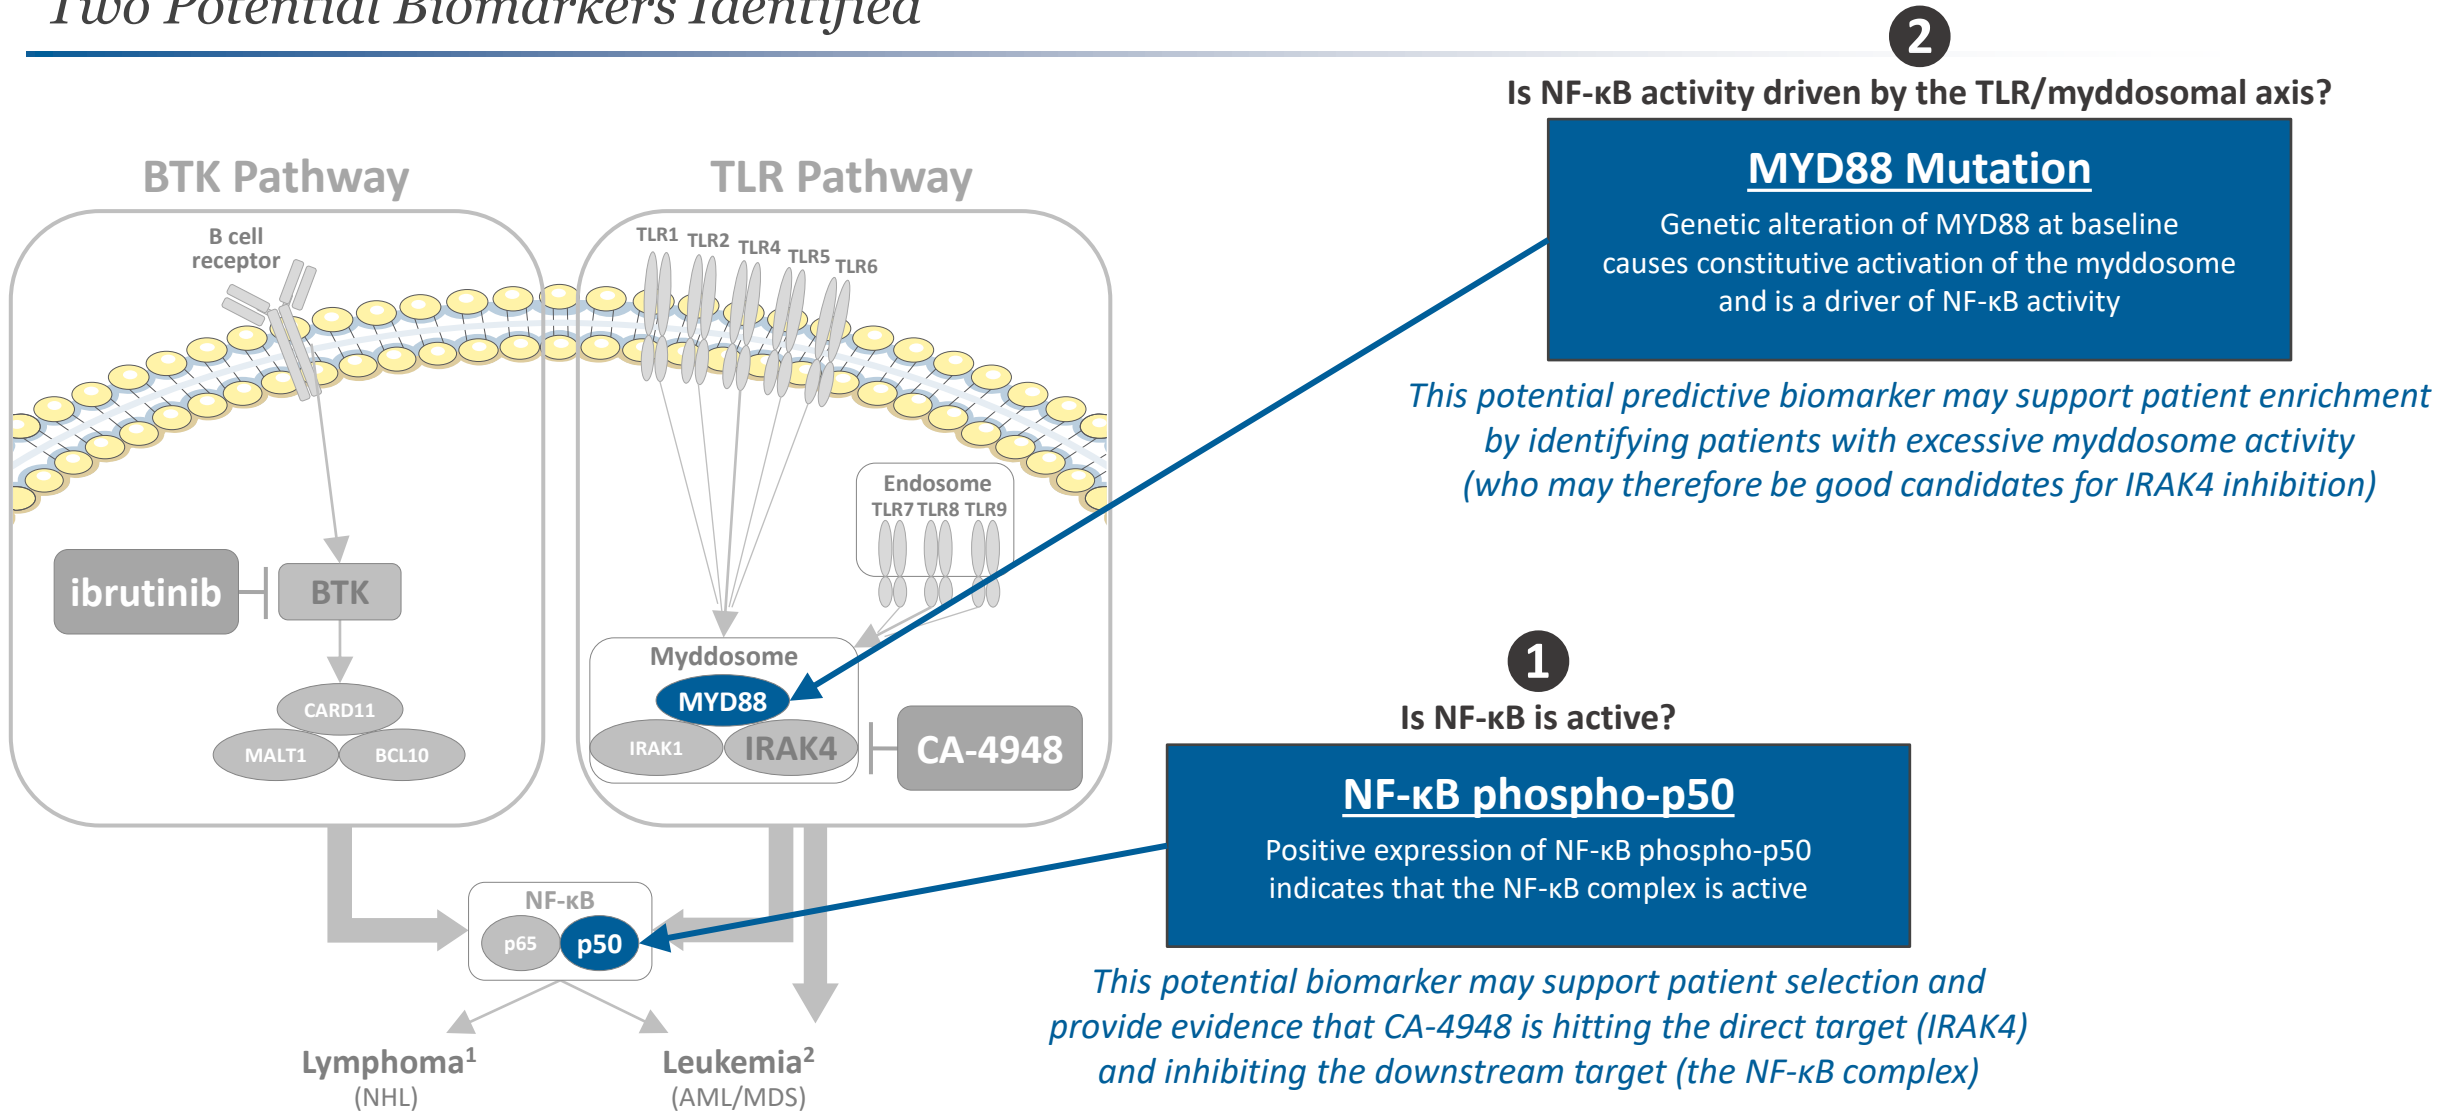 Two Potential Biomarkers Identified
2
Is NF-κB activity driven by the TLR/myddosomal axis?
MYD88 Mutation
Genetic alteration of MYD88 at baseline
causes constitutive activation of the myddosome
and is a driver of NF-κB activity
This potential predictive biomarker may support patient enrichment
by identifying patients with excessive myddosome activity
(who may therefore be good candidates for IRAK4 inhibition)
BTK Pathway
B cell
receptor
ibrutinib
BTK
CARD11
MALT1
BCL10
TLR Pathway
TLR1
TLR2
TLR4
TLR5
TLR6
Endosome
TLR7 TLR8 TLR9
Myddosome
MYD88
IRAK1
IRAK4
CA-4948
1
Is NF-κB is active?
NF-κB phospho-p50
Positive expression of NF-κB phospho-p50
indicates that the NF-κB complex is active
This potential biomarker may support patient selection and
provide evidence that CA-4948 is hitting the direct target (IRAK4)
and inhibiting the downstream target (the NF-κB complex)
NF-κB
p65
p50
Lymphoma¹
(NHL)
Leukemia²
(AML/MDS)